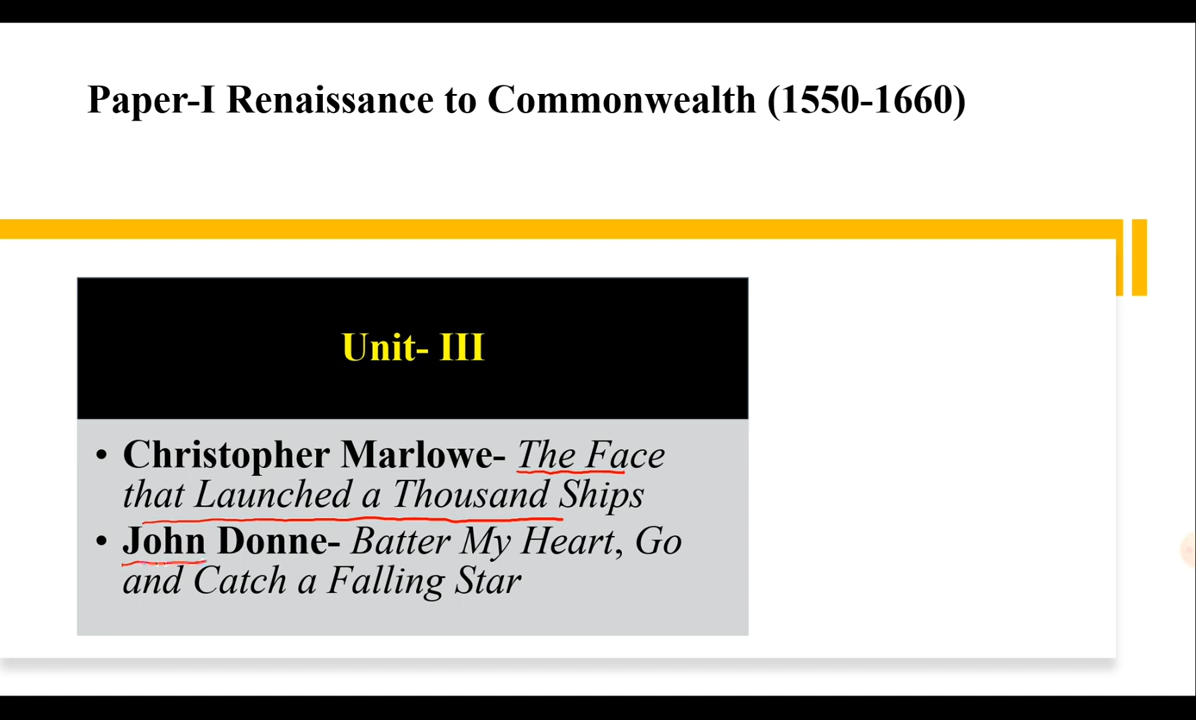 Paper-I Renaissance to Commonwealth (1550-1660)
Unit- III
• Christopher Marlowe- The Face
that Launched a Thousand Ships
• John Donne- Batter My Heart, Go
and Catch a Falling Star